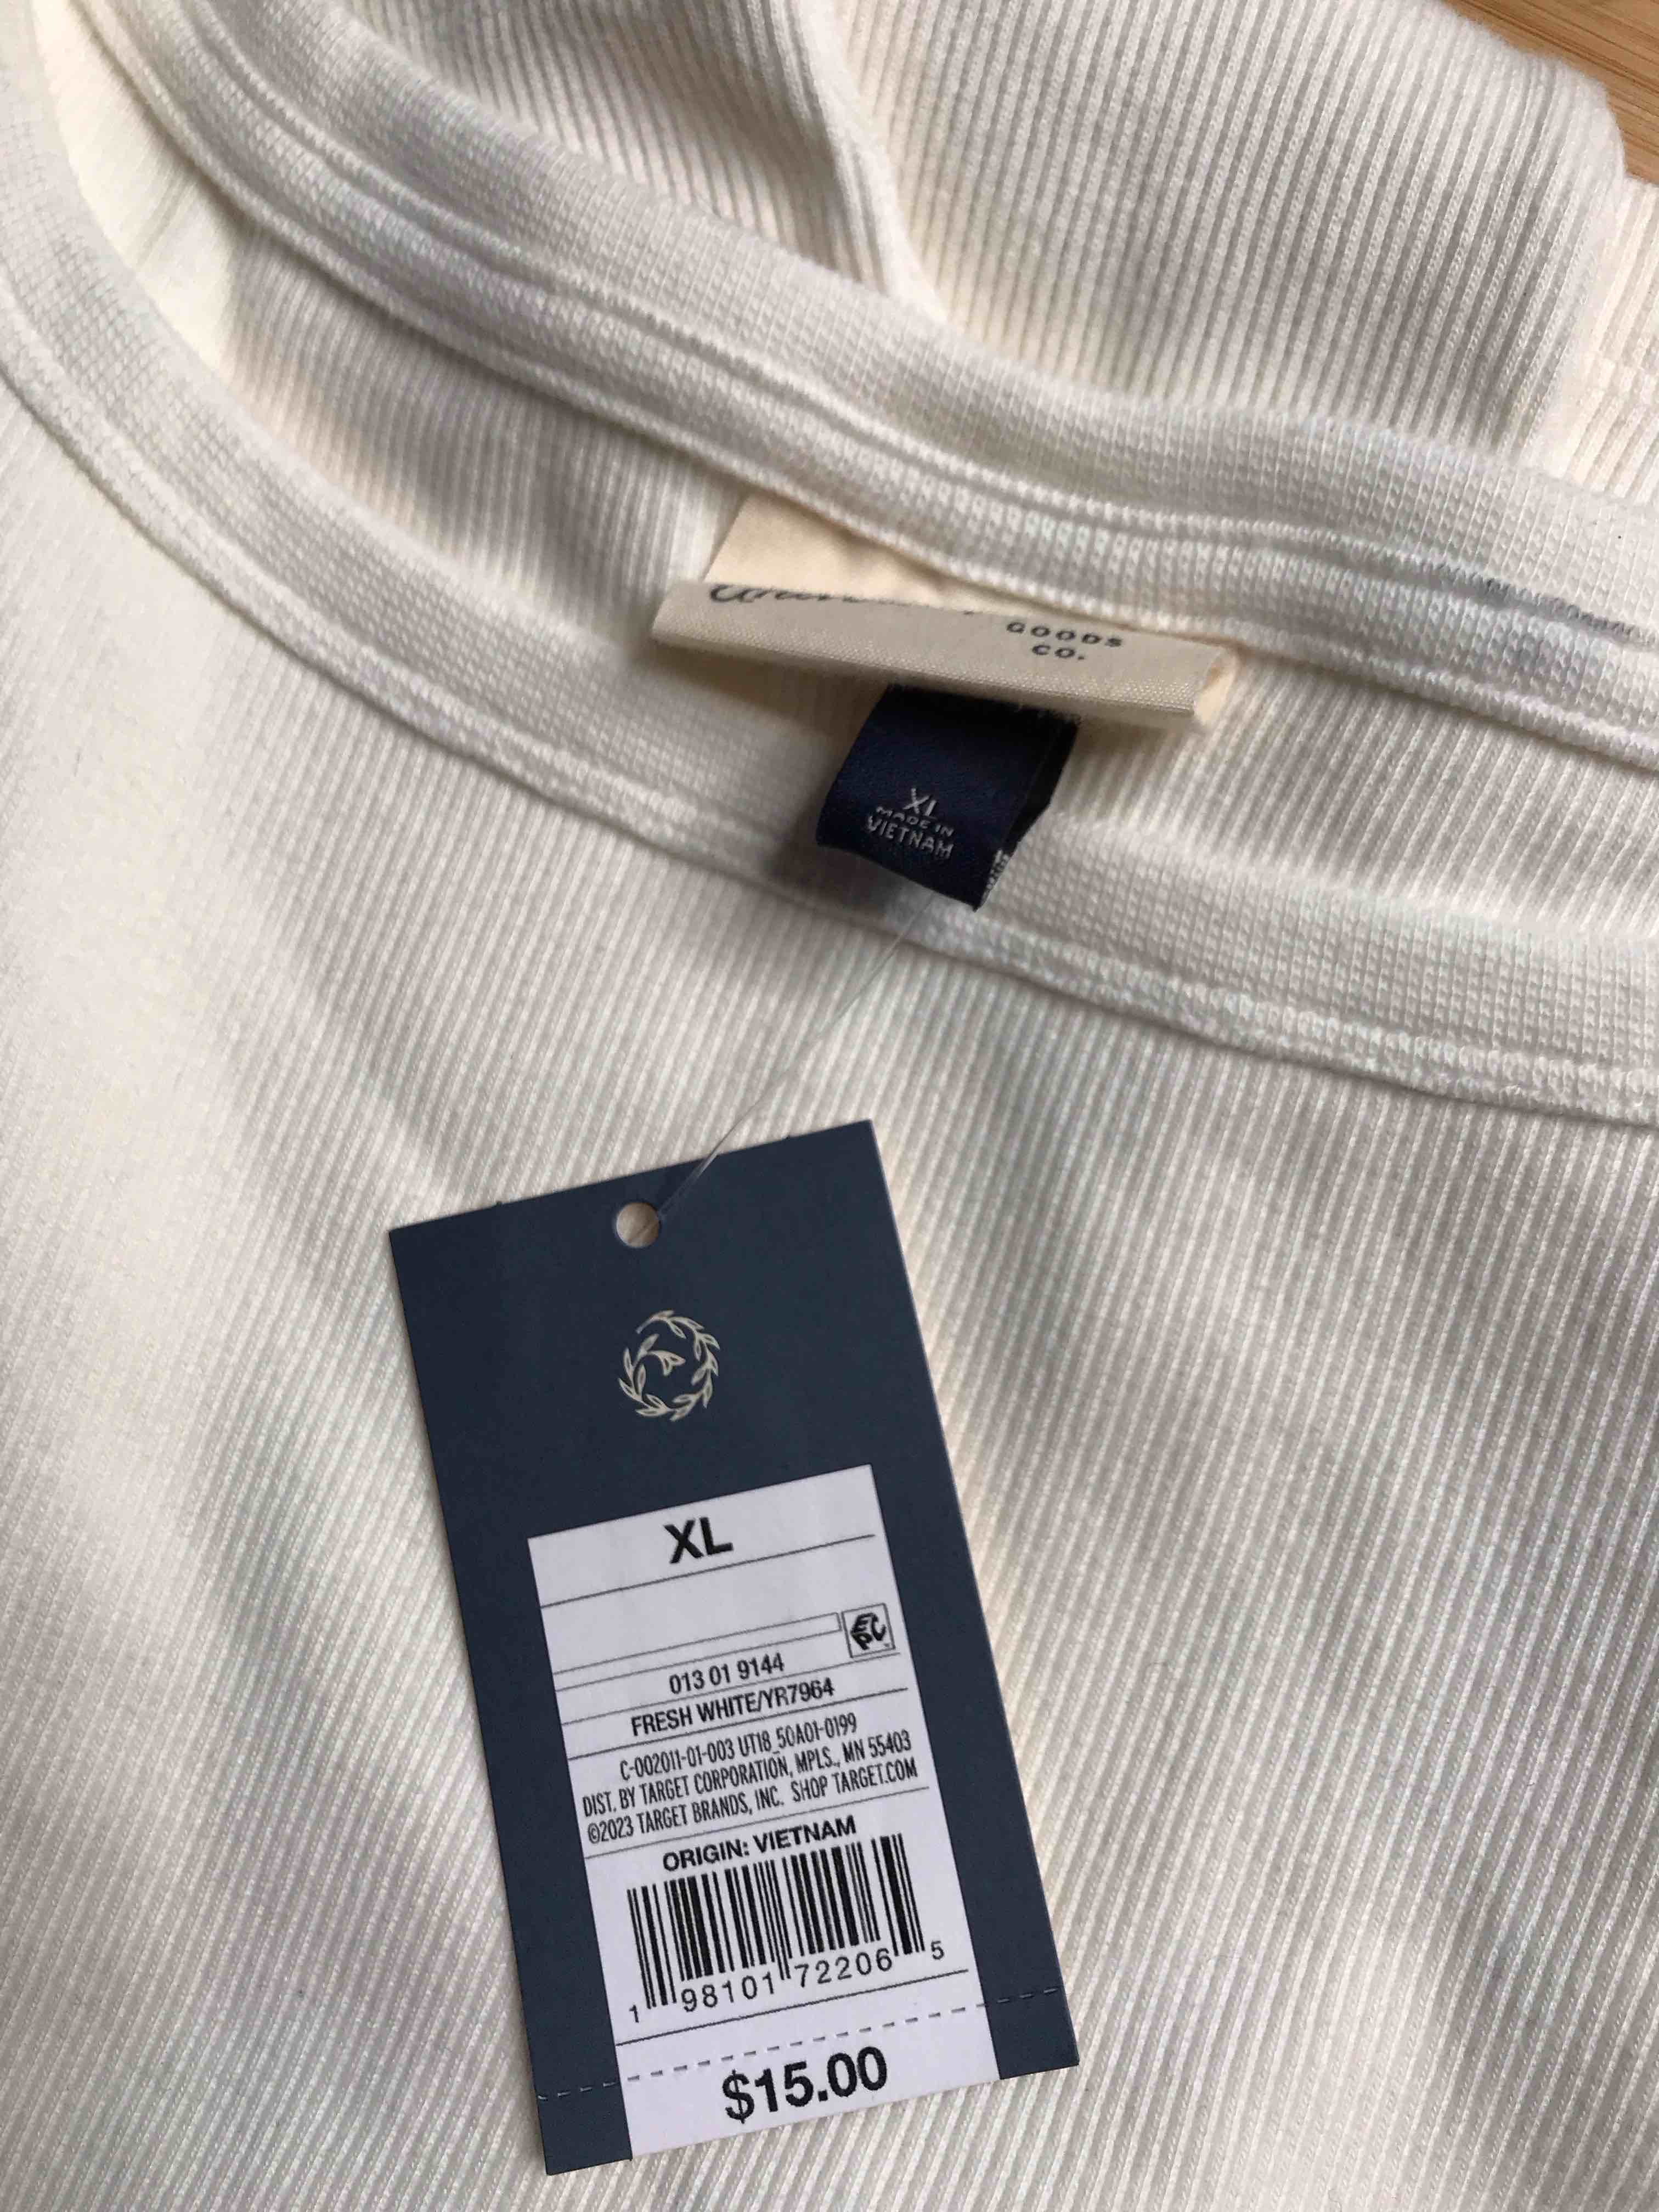 GOODS
CO.
XL
MADE IN
VIETNAM
XL
EPC
013 01 9144
FRESH WHITE/YR7964
C-002011-01-003 UT18_50A01-0199
DIST. BY TARGET CORPORATION, MPLS., MN 55403
©2023 TARGET BRANDS, INC. SHOP TARGET.COM
ORIGIN: VIETNAM
1 98101 72206 5
$15.00